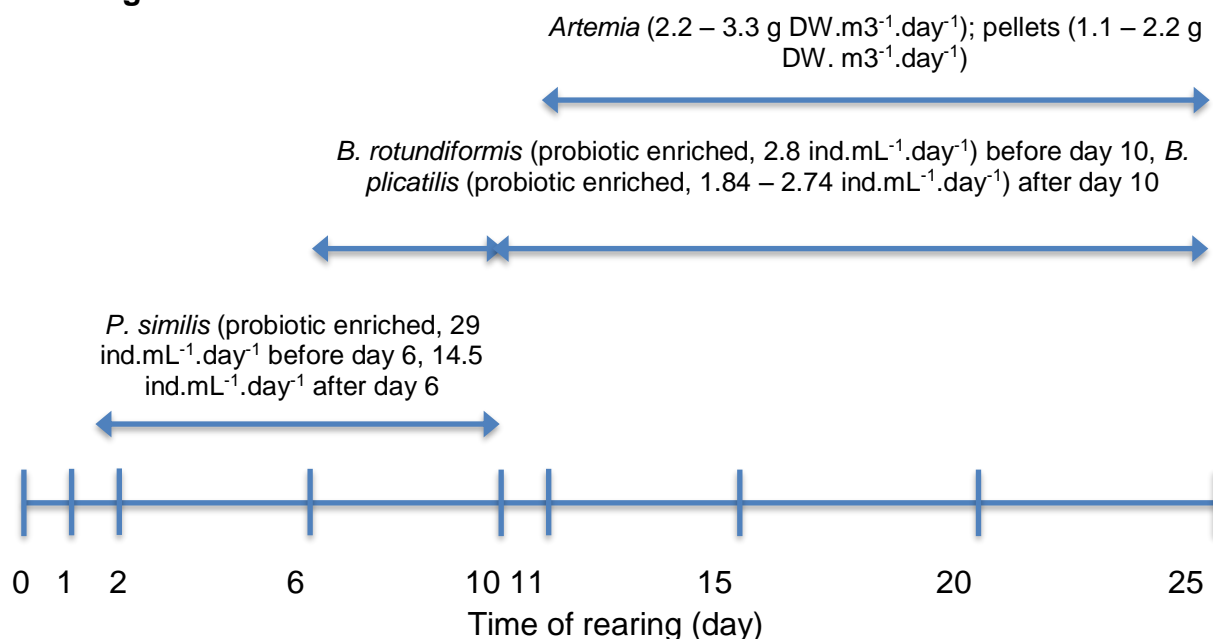 Artemia (2.2 – 3.3 g DW.m3⁻¹.day⁻¹); pellets (1.1 – 2.2 g
DW. m3⁻¹.day⁻¹)
B. rotundiformis (probiotic enriched, 2.8 ind.mL⁻¹.day⁻¹) before day 10, B.
plicatilis (probiotic enriched, 1.84 – 2.74 ind.mL⁻¹.day⁻¹) after day 10
P. similis (probiotic enriched, 29
ind.mL⁻¹.day⁻¹ before day 6, 14.5
ind.mL⁻¹.day⁻¹ after day 6
0 1 2 6 10 11 15 20 25
Time of rearing (day)